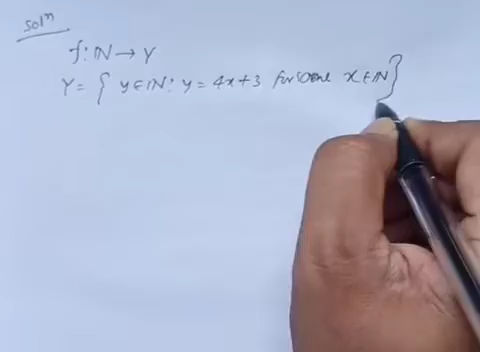 Solⁿ
f: ℕ → Y
Y = { y ∈ ℕ : y = 4x+3 for some x ∈ ℕ }